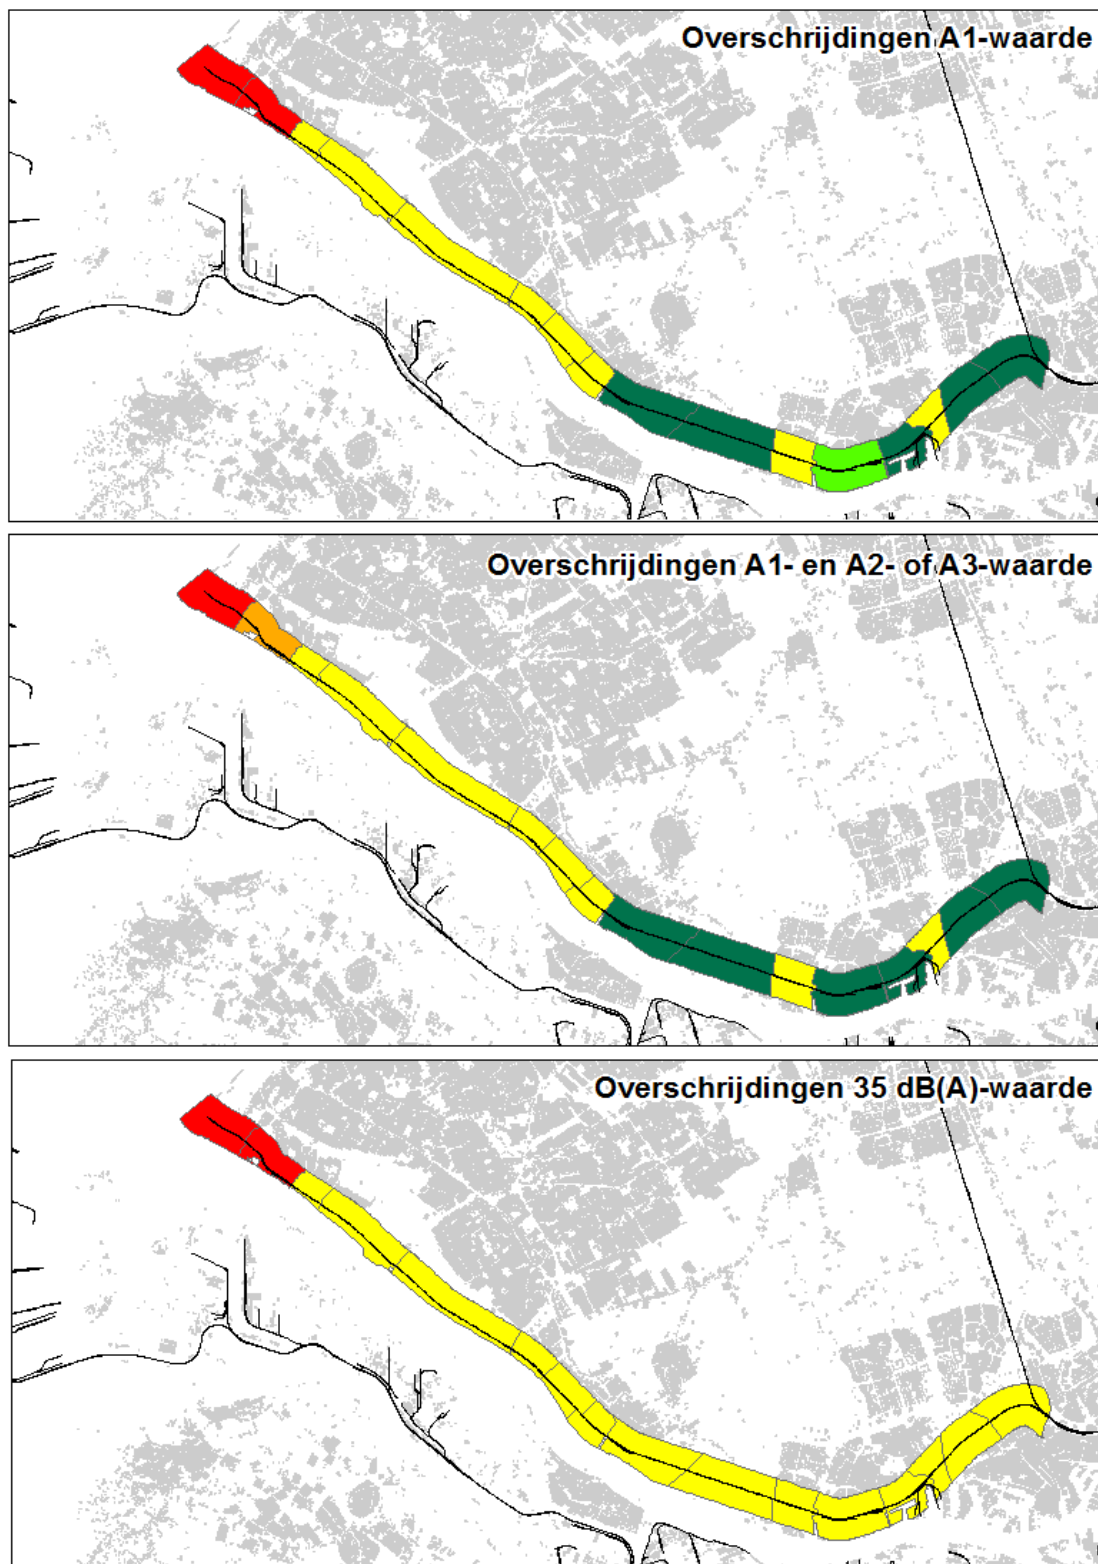 Overschrijdingen A1-waarde
Overschrijdingen A1- en A2- of A3-waarde
Overschrijdingen 35 dB(A)-waarde